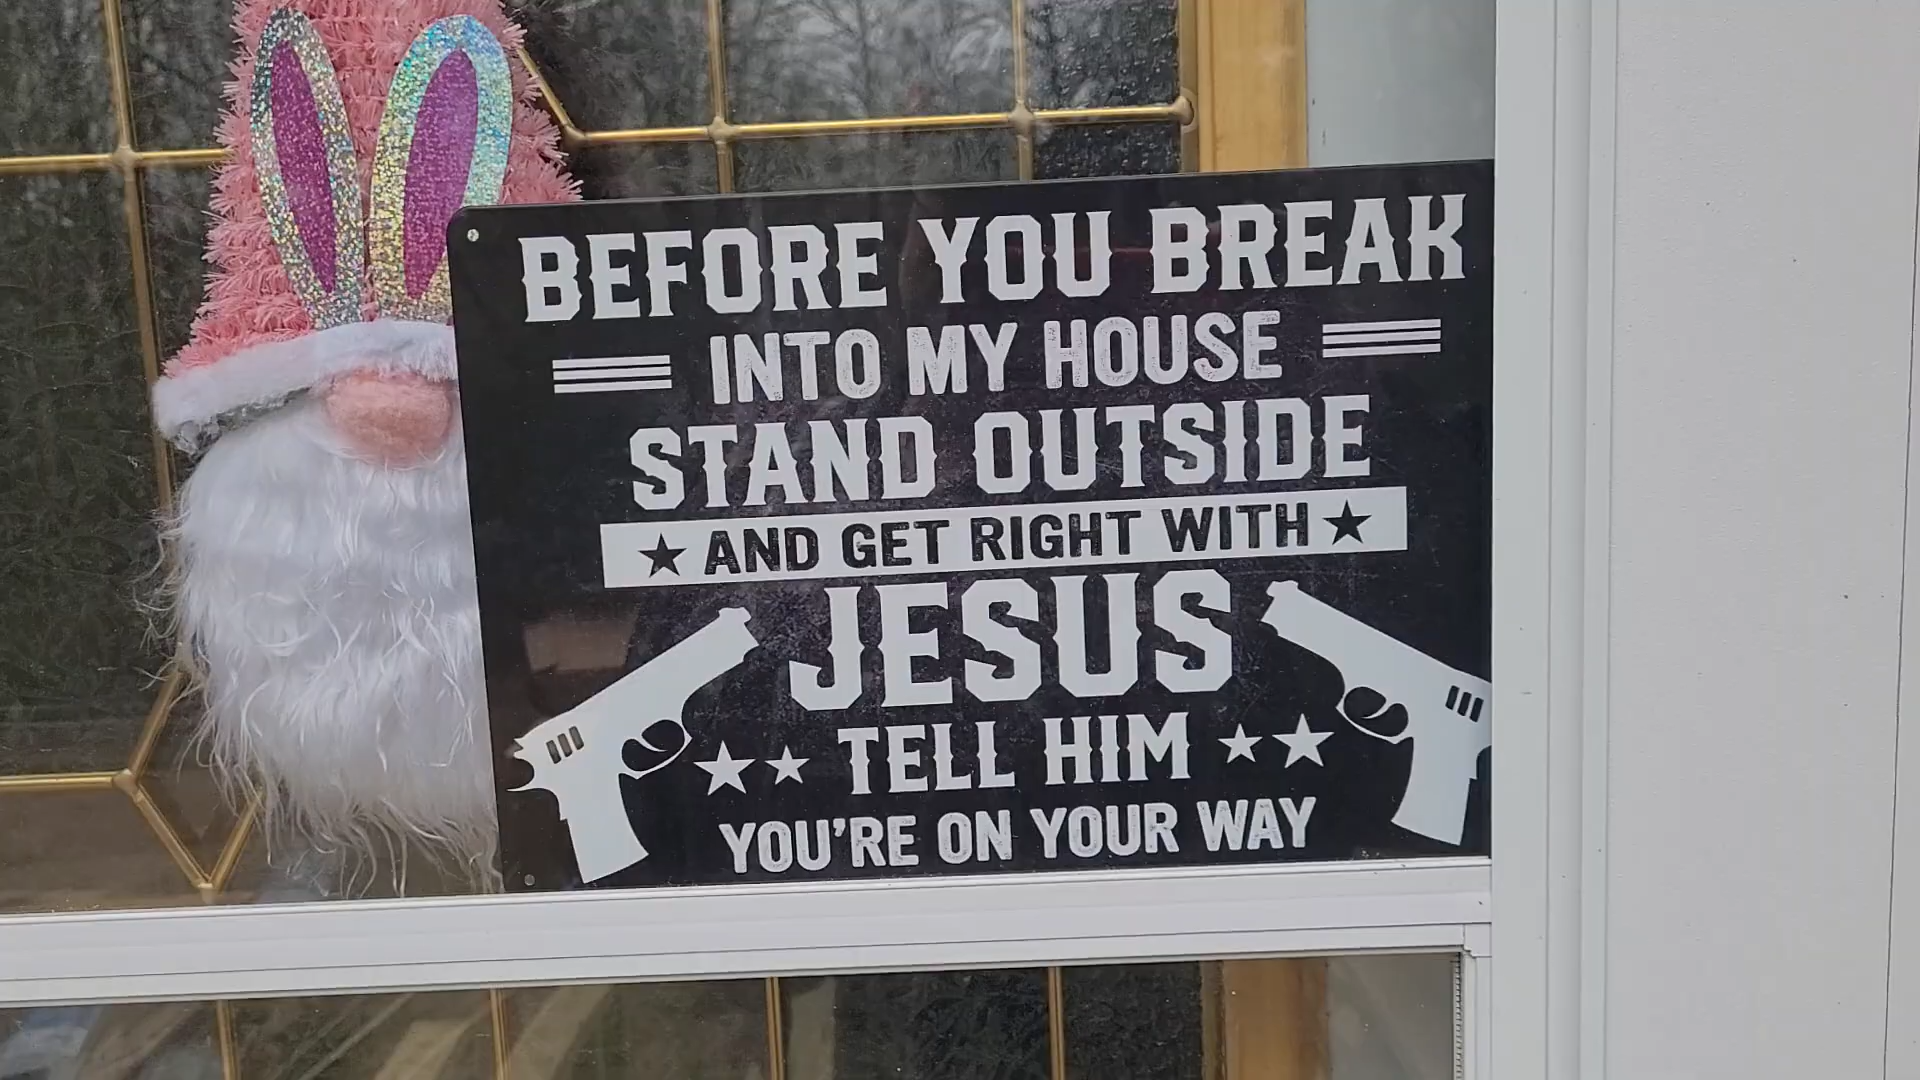 BEFORE YOU BREAK
INTO MY HOUSE
STAND OUTSIDE
AND GET RIGHT WITH
JESUS
TELL HIM
YOU'RE ON YOUR WAY